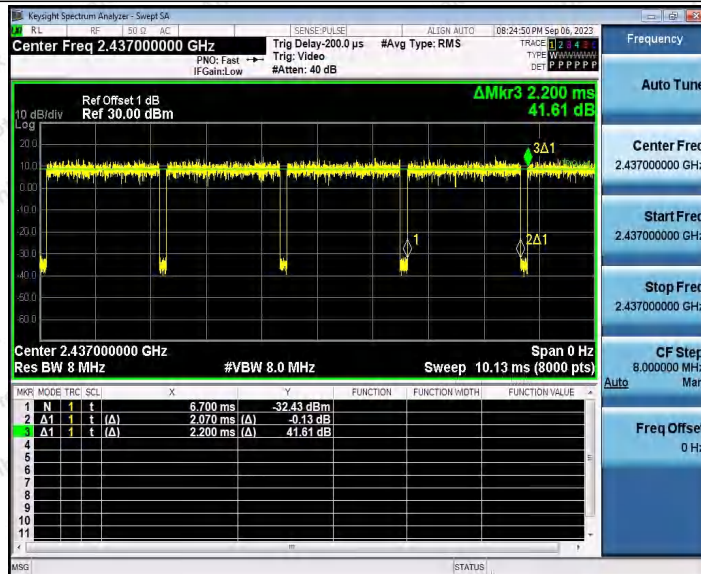 Keysight Spectrum Analyzer - Swept SA
RL RF 50 Ω AC SENSE:PULSE ALIGN AUTO 08:24:50 PM Sep 06, 2023
Center Freq 2.437000000 GHz
PNO: Fast
IFGain:Low
Trig Delay-200.0 µs
Trig: Video
#Atten: 40 dB
#Avg Type: RMS
TRACE 1 2 3 4 5 6
TYPE WWWWWW
DET P P P P P P
ΔMkr3 2.200 ms
41.61 dB
Ref Offset 1 dB
10 dB/div Ref 30.00 dBm
Log
20.0
10.0
0.00
-10.0
-20.0
-30.0
-40.0
-60.0
3Δ1
1
2Δ1
Center 2.437000000 GHz Span 0 Hz
Res BW 8 MHz #VBW 8.0 MHz Sweep 10.13 ms (8000 pts)
MKR MODE TRC SCL X Y FUNCTION FUNCTION WIDTH FUNCTION VALUE
1 N 1 t 6.700 ms -32.43 dBm
2 Δ1 1 t (Δ) 2.070 ms (Δ) -0.13 dB
3 Δ1 1 t (Δ) 2.200 ms (Δ) 41.61 dB
4
5
6
7
8
9
10
11
MSG STATUS
Frequency
Auto Tune
Center Freq
2.437000000 GHz
Start Freq
2.437000000 GHz
Stop Freq
2.437000000 GHz
CF Step
8.000000 MHz
Auto Man
Freq Offset
0 Hz